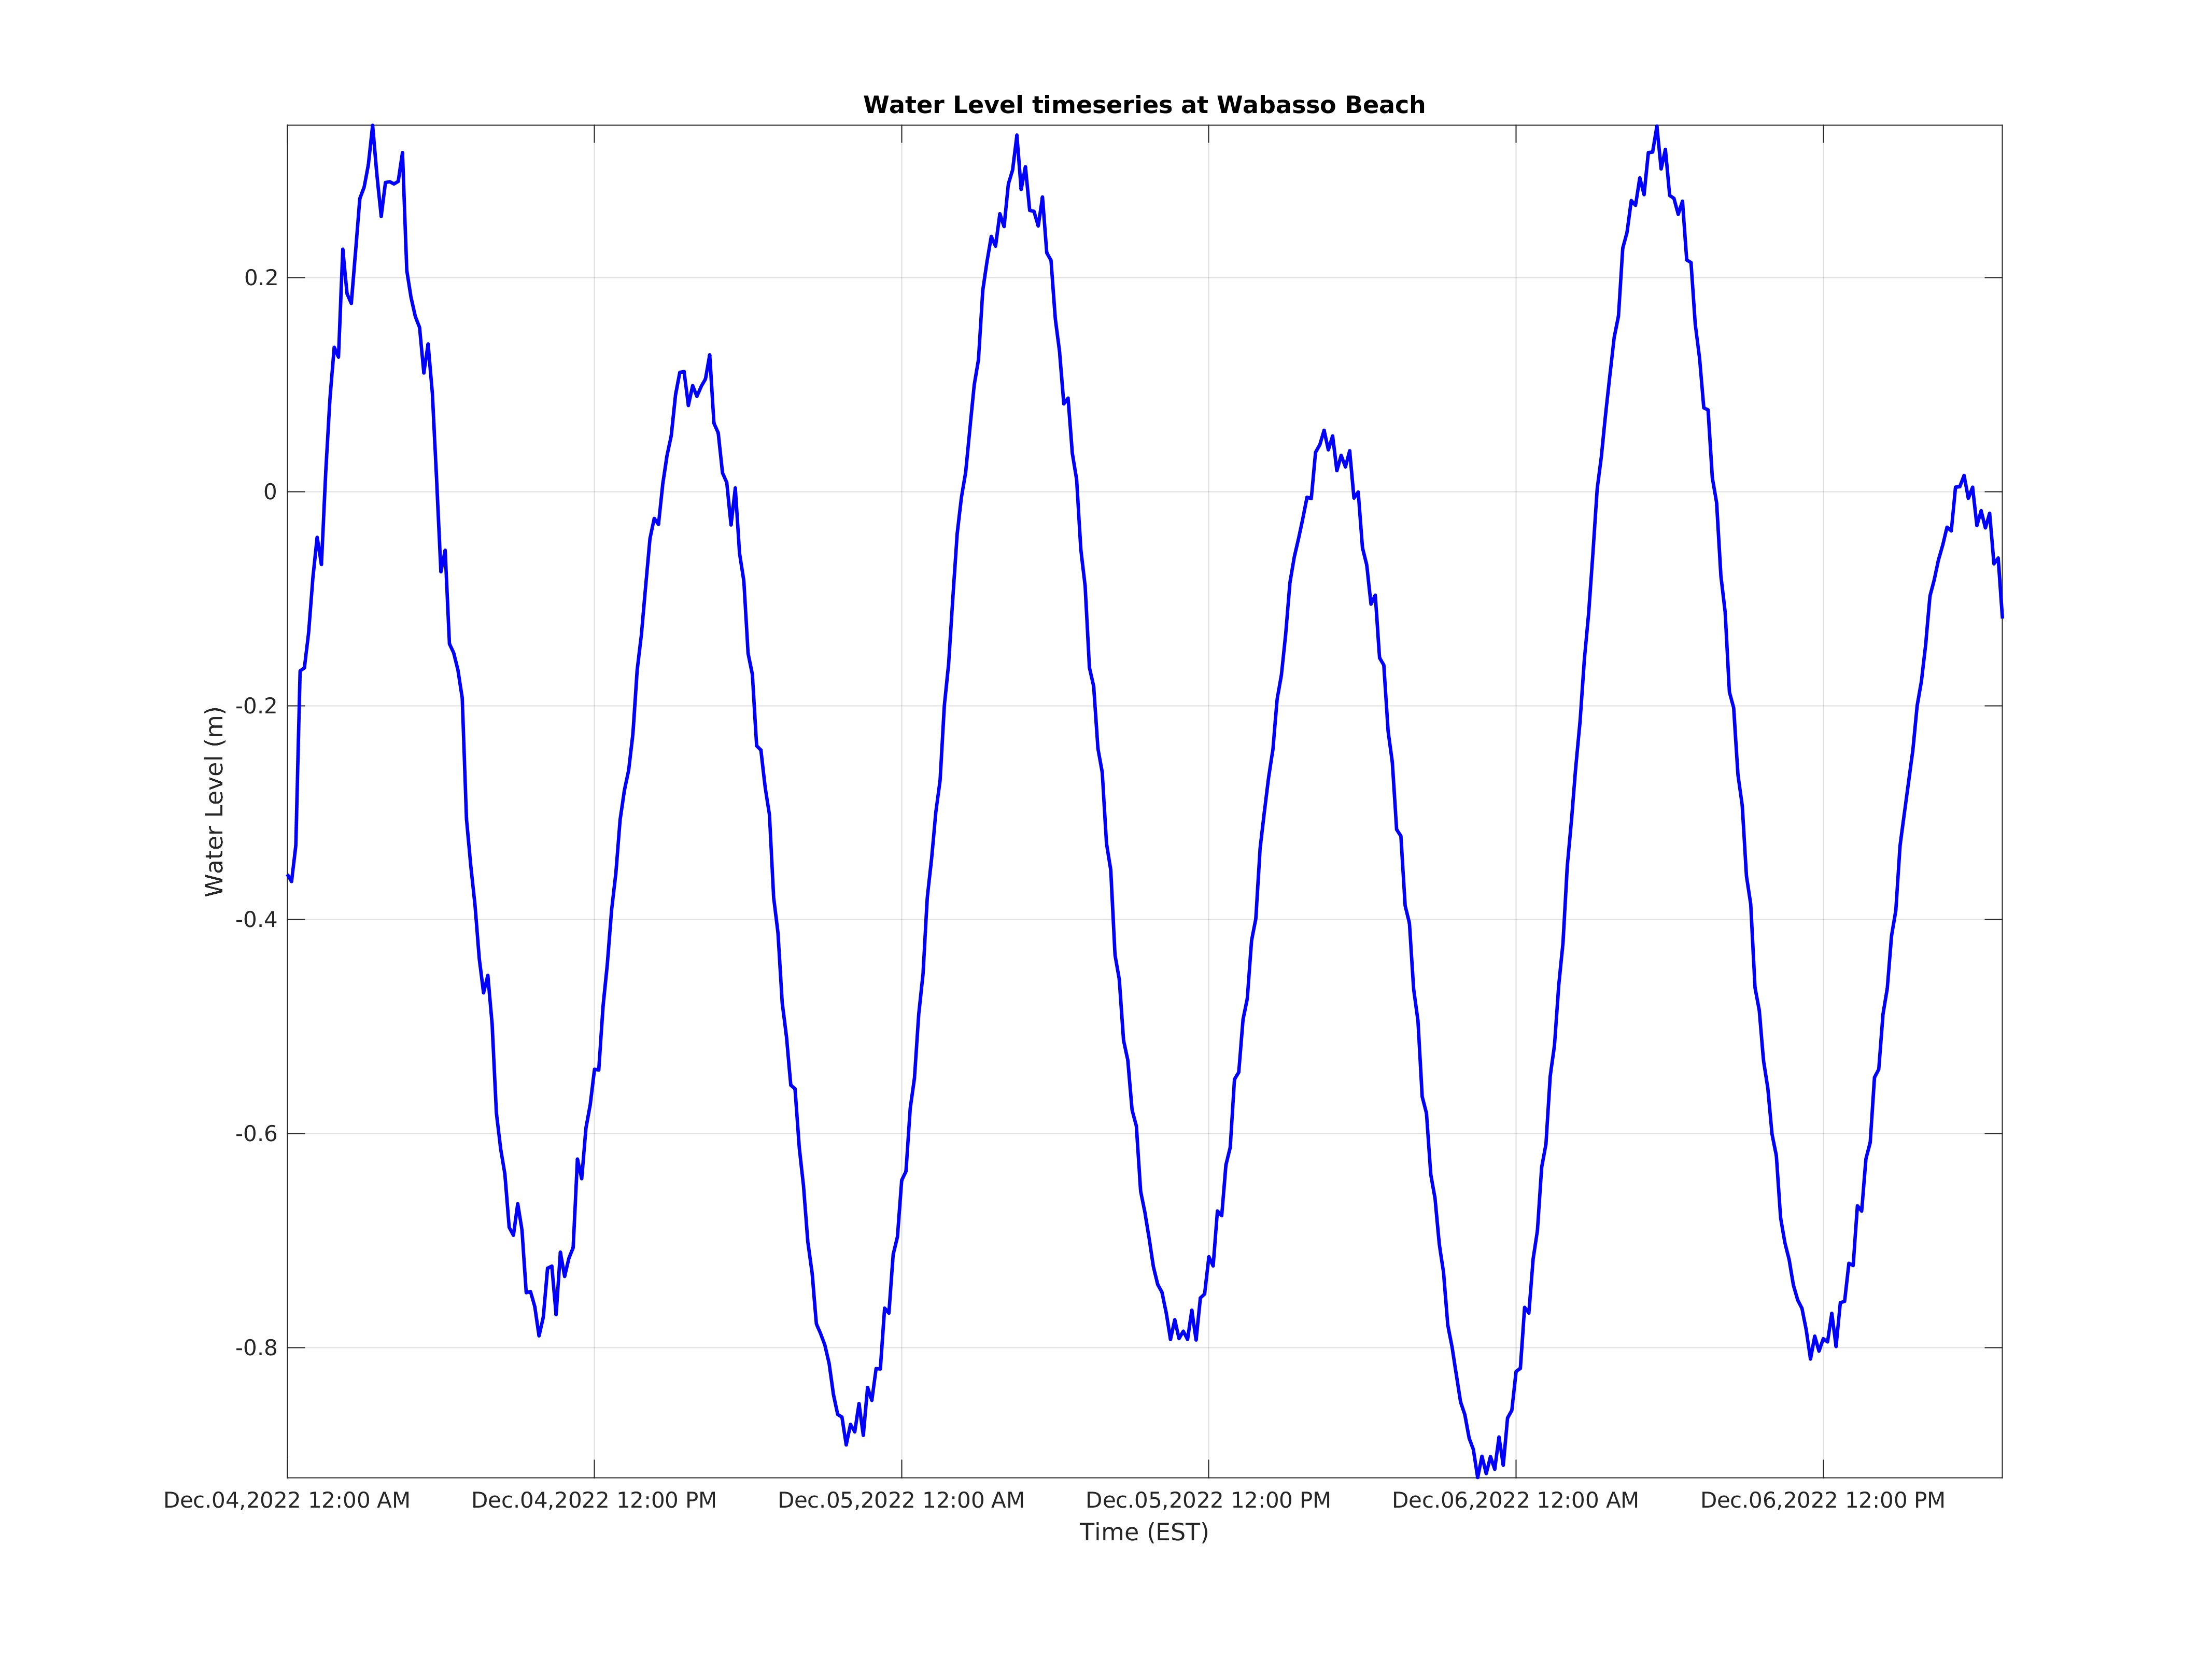 Water Level timeseries at Wabasso Beach
0.2
0
-0.2
-0.4
-0.6
-0.8
Water Level (m)
Dec.04,2022 12:00 AM
Dec.04,2022 12:00 PM
Dec.05,2022 12:00 AM
Dec.05,2022 12:00 PM
Dec.06,2022 12:00 AM
Dec.06,2022 12:00 PM
Time (EST)